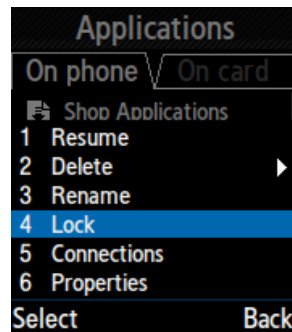 Applications
On phone On card
Shop Applications
1 Resume
2 Delete
3 Rename
4 Lock
5 Connections
6 Properties
Select Back